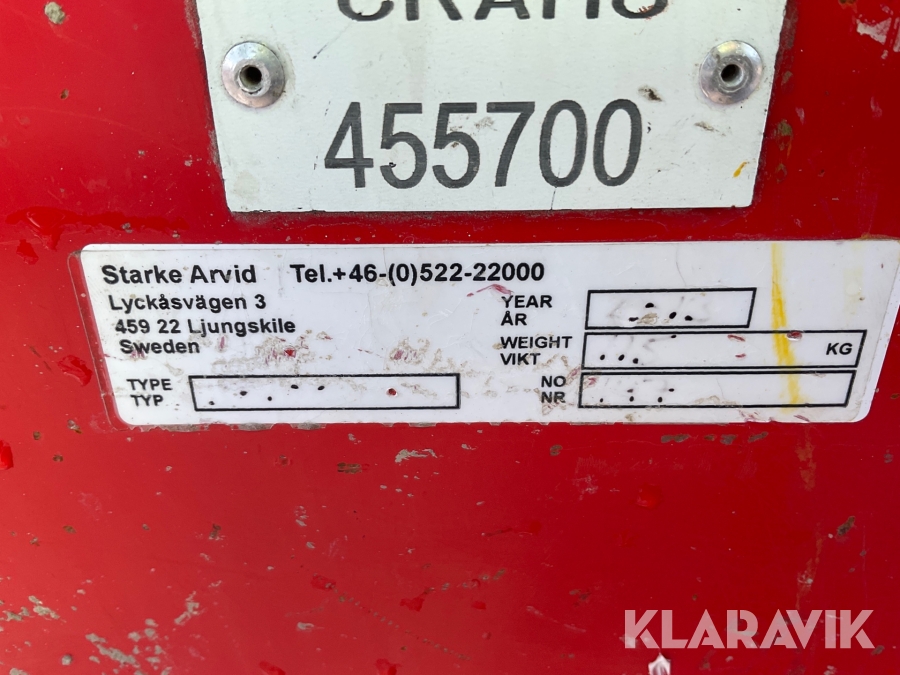 455700
Starke Arvid Tel.+46-(0)522-22000
Lyckåsvägen 3
459 22 Ljungskile
Sweden
YEAR
ÅR
WEIGHT
VIKT
KG
TYPE
TYP
NO
NR
KLARAVIK